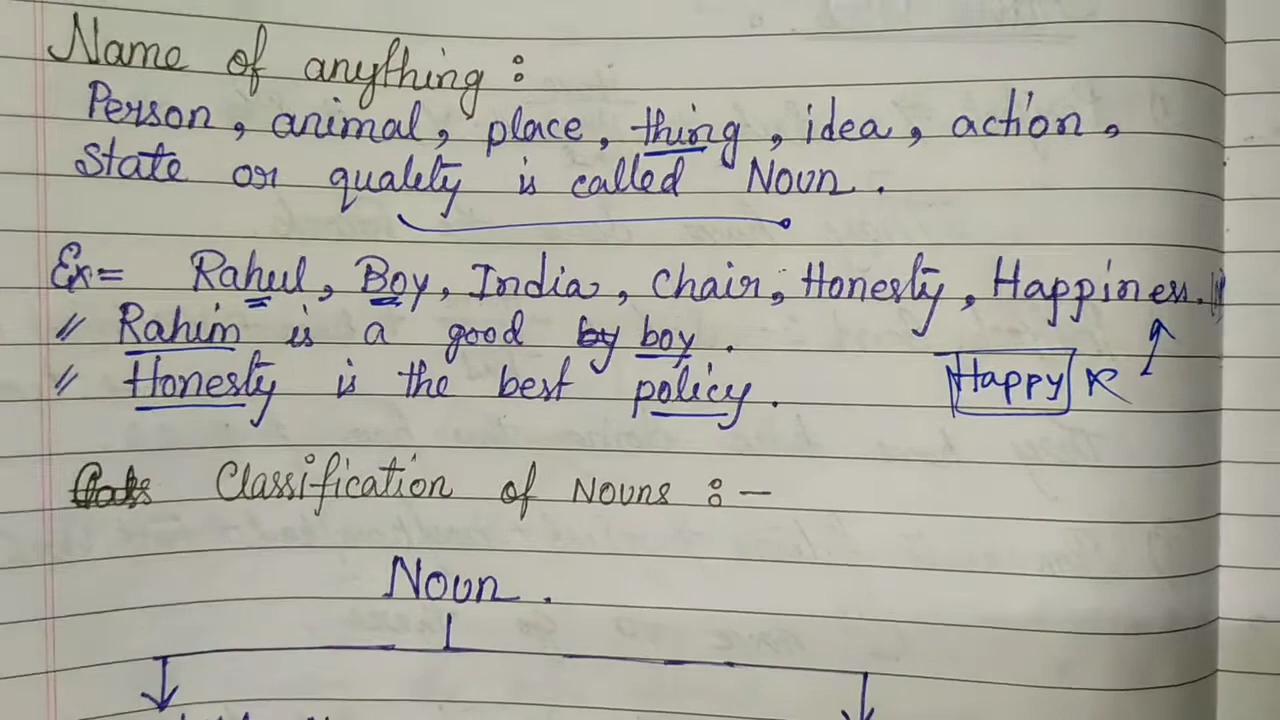 Name of anything :
Person, animal, place, thing, idea, action,
State or quality is called Noun.
Ex= Rahul, Boy, India, Chair, Honesty, Happiness.
" Rahim is a good by boy.
" Honesty is the best policy.
Happy
Classification of Nouns :-
Noun.